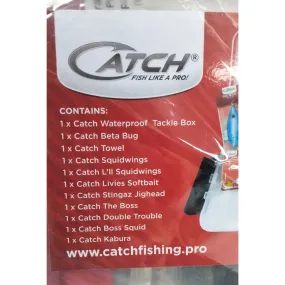 CATCH®
FISH LIKE A PRO!
CONTAINS:
1 x Catch Waterproof Tackle Box
1 x Catch Beta Bug
1 x Catch Towel
1 x Catch Squidwings
1 x Catch L'll Squidwings
1 x Catch Livies Softbait
1 x Catch Stingaz Jighead
1 x Catch The Boss
1 x Catch Double Trouble
1 x Catch Boss Squid
1 x Catch Kabura
www.catchfishing.pro